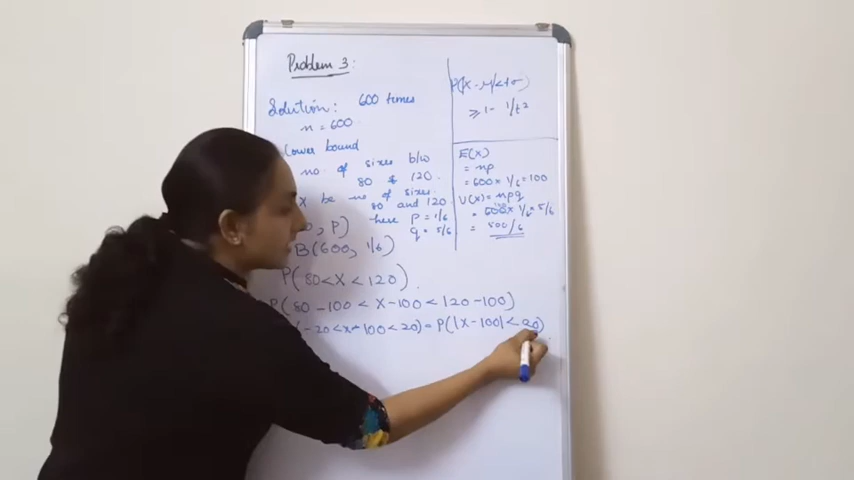 Problem 3:
Solution: 600 times
n = 600
Lower bound
no. of sixes b/w
80 & 120.
X be no of sixes.
80 and 120
, P)
B(600, 1/6)
here p = 1/6
q = 5/6
P(80 < X < 120)
P(80 - 100 < X - 100 < 120 - 100)
(-20 < X - 100 < 20) = P(|X - 100| < 20)
P(|X - μ| < tσ)
≥ 1 - 1/t²
E(X)
= np
= 600 × 1/6 = 100
V(X) = npq
= 600 × 1/6 × 5/6
= 500/6